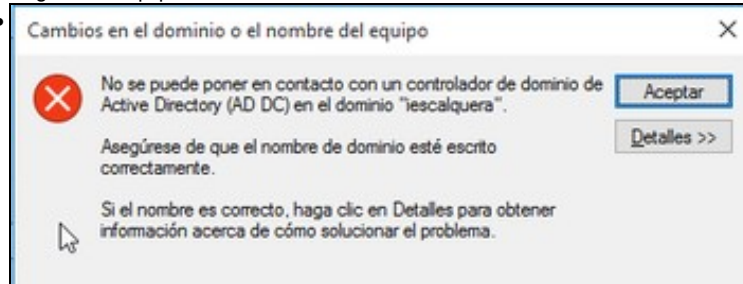 Cambios en el dominio o el nombre del equipo
No se puede poner en contacto con un controlador de dominio de
Active Directory (AD DC) en el dominio "iescalquera".
Aceptar
Detalles >>
Asegúrese de que el nombre de dominio esté escrito
correctamente.
Si el nombre es correcto, haga clic en Detalles para obtener
información acerca de cómo solucionar el problema.